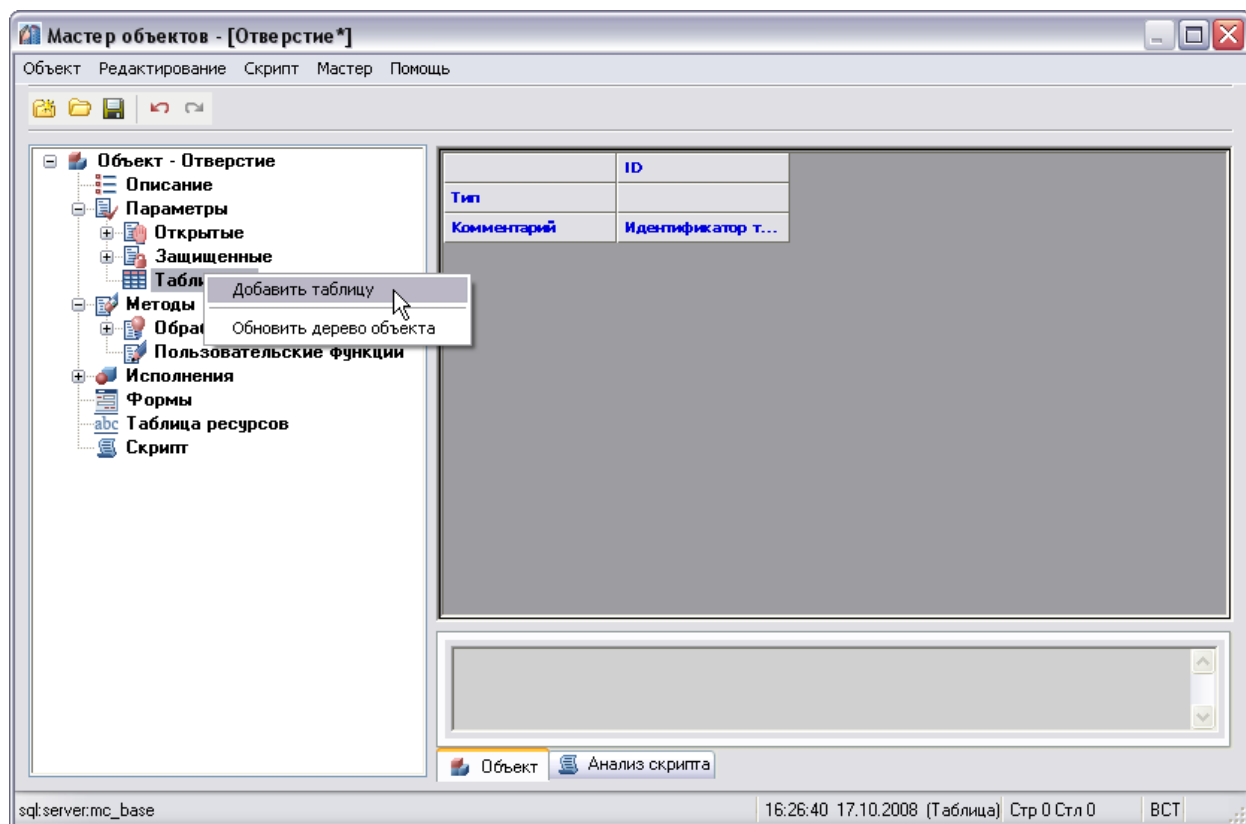 Мастер объектов - [Отверстие*]
Объект Редактирование Скрипт Мастер Помощь
Объект - Отверстие
Описание
Параметры
Открытые
Защищенные
Добавить таблицу
Методы
Обновить дерево объекта
Пользовательские функции
Исполнения
Формы
abc Таблица ресурсов
Скрипт
ID
Тип
Комментарий Идентификатор т...
Объект Анализ скрипта
sql:server:mc_base 16:26:40 17.10.2008 (Таблица) Стр 0 Стл 0 ВСТ